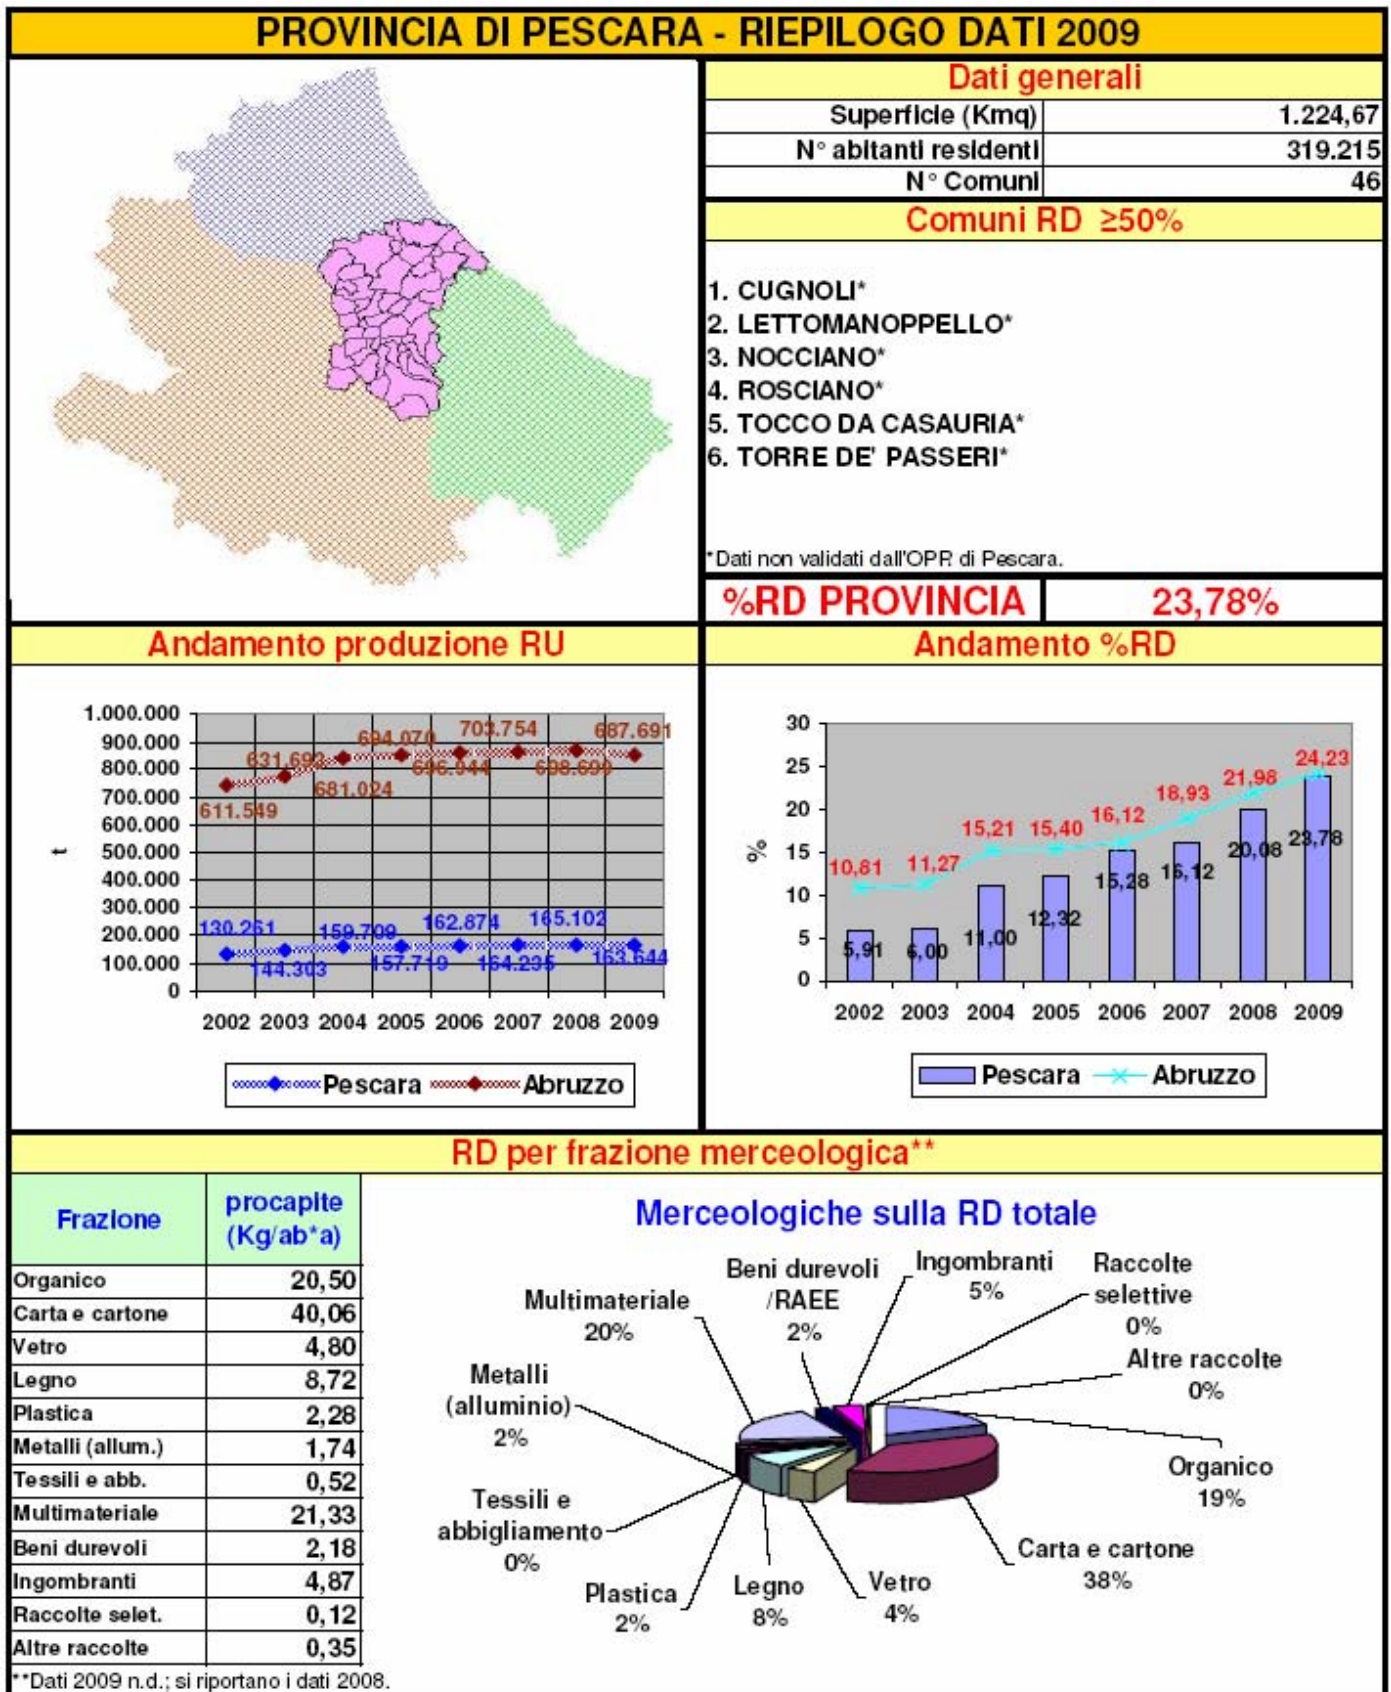 PROVINCIA DI PESCARA - RIEPILOGO DATI 2009
Dati generali
Superficie (Kmq) 1.224,67
N° abitanti residenti 319.215
N° Comuni 46
Comuni RD ≥50%
1. CUGNOLI*
2. LETTOMANOPPELLO*
3. NOCCIANO*
4. ROSCIANO*
5. TOCCO DA CASAURIA*
6. TORRE DE' PASSERI*
*Dati non validati dall'OPR di Pescara.
%RD PROVINCIA 23,78%
Andamento produzione RU
t
1.000.000
900.000
800.000
700.000
600.000
500.000
400.000
300.000
200.000
100.000
0
611.549
631.692
681.024
694.070
696.944
703.754
698.699
687.691
130.261
144.303
159.709
157.719
162.874
164.235
165.102
163.644
2002 2003 2004 2005 2006 2007 2008 2009
Pescara Abruzzo
Andamento %RD
%
30
25
20
15
10
5
0
10,81
11,27
15,21
15,40
16,12
18,93
21,98
24,23
5,91
6,00
11,00
12,32
15,28
16,12
20,08
23,78
2002 2003 2004 2005 2006 2007 2008 2009
Pescara Abruzzo
RD per frazione merceologica**
Frazione procapite
(Kg/ab*a)
Organico 20,50
Carta e cartone 40,06
Vetro 4,80
Legno 8,72
Plastica 2,28
Metalli (allum.) 1,74
Tessili e abb. 0,52
Multimateriale 21,33
Beni durevoli 2,18
Ingombranti 4,87
Raccolte selet. 0,12
Altre raccolte 0,35
**Dati 2009 n.d.; si riportano i dati 2008.
Merceologiche sulla RD totale
Multimateriale
20%
Beni durevoli
/RAEE
2%
Ingombranti
5%
Raccolte
selettive
0%
Altre raccolte
0%
Organico
19%
Carta e cartone
38%
Vetro
4%
Legno
8%
Plastica
2%
Tessili e
abbigliamento
0%
Metalli
(alluminio)
2%